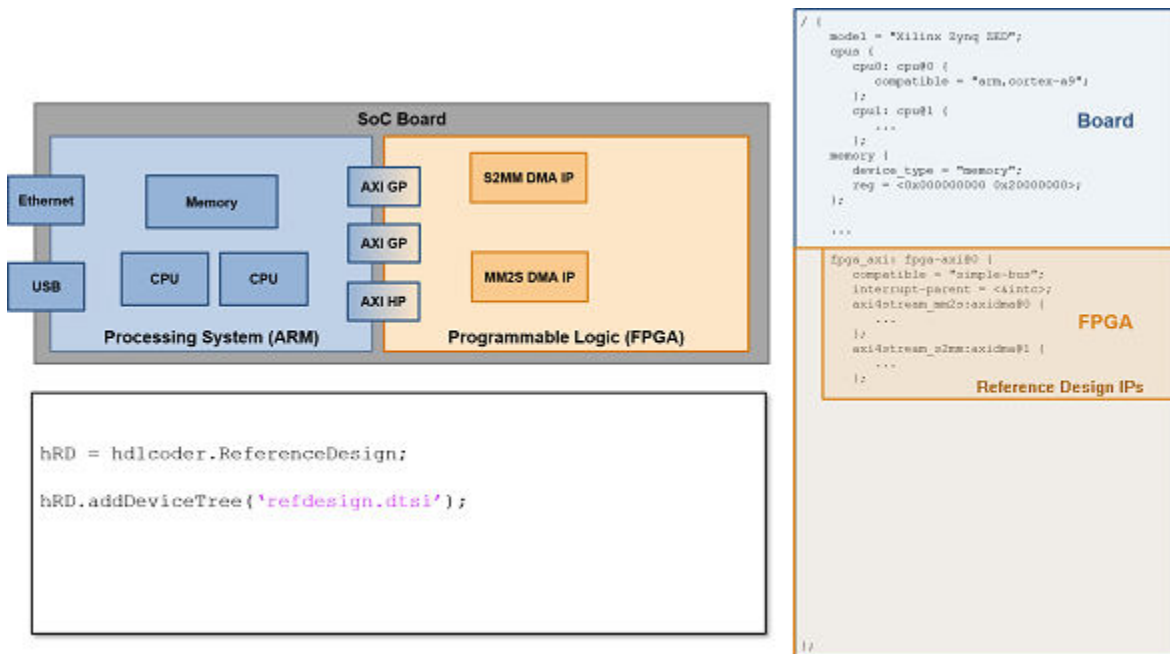 SoC Board
Ethernet
USB
Memory
CPU
CPU
Processing System (ARM)
AXI GP
AXI GP
AXI HP
S2MM DMA IP
MM2S DMA IP
Programmable Logic (FPGA)
hRD = hdlcoder.ReferenceDesign;
hRD.addDeviceTree('refdesign.dtsi');
/ {
model = "Xilinx Zynq ZED";
cpus {
cpu0: cpu@0 {
compatible = "arm,cortex-a9";
};
cpu1: cpu@1 {
...
};
memory {
device_type = "memory";
reg = <0x000000000 0x20000000>;
};
...
Board
fpga_axi: fpga-axi@0 {
compatible = "simple-bus";
interrupt-parent = <&intc>;
axi4stream_mm2s:axidma@0 {
...
};
axi4stream_s2mm:axidma@1 {
...
};
FPGA
Reference Design IPs
};